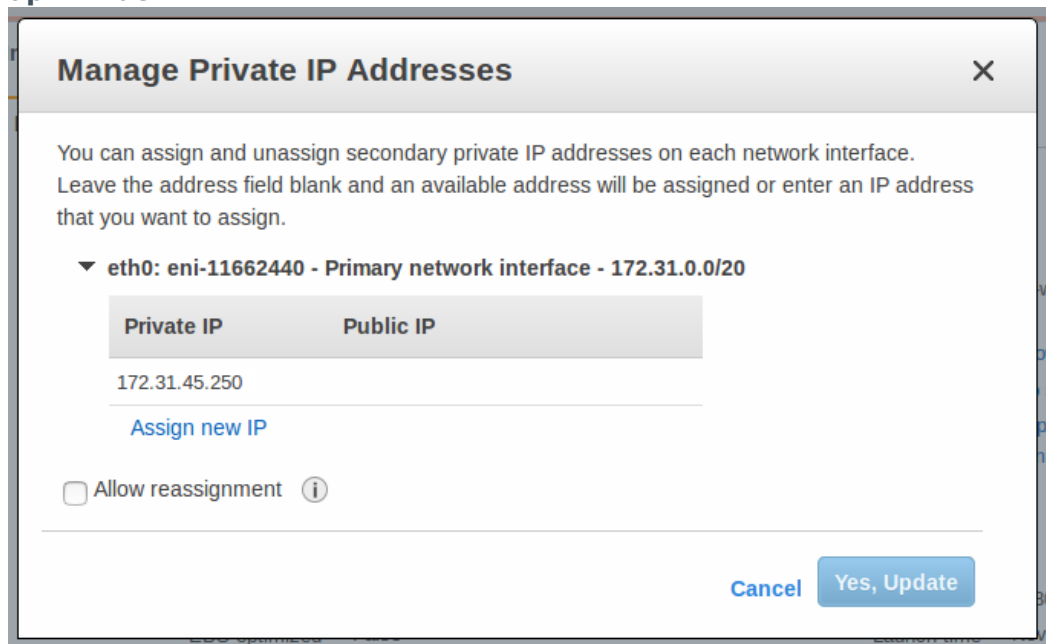 Manage Private IP Addresses
You can assign and unassign secondary private IP addresses on each network interface.
Leave the address field blank and an available address will be assigned or enter an IP address
that you want to assign.
eth0: eni-11662440 - Primary network interface - 172.31.0.0/20
Private IP Public IP
172.31.45.250
Assign new IP
Allow reassignment
Cancel Yes, Update